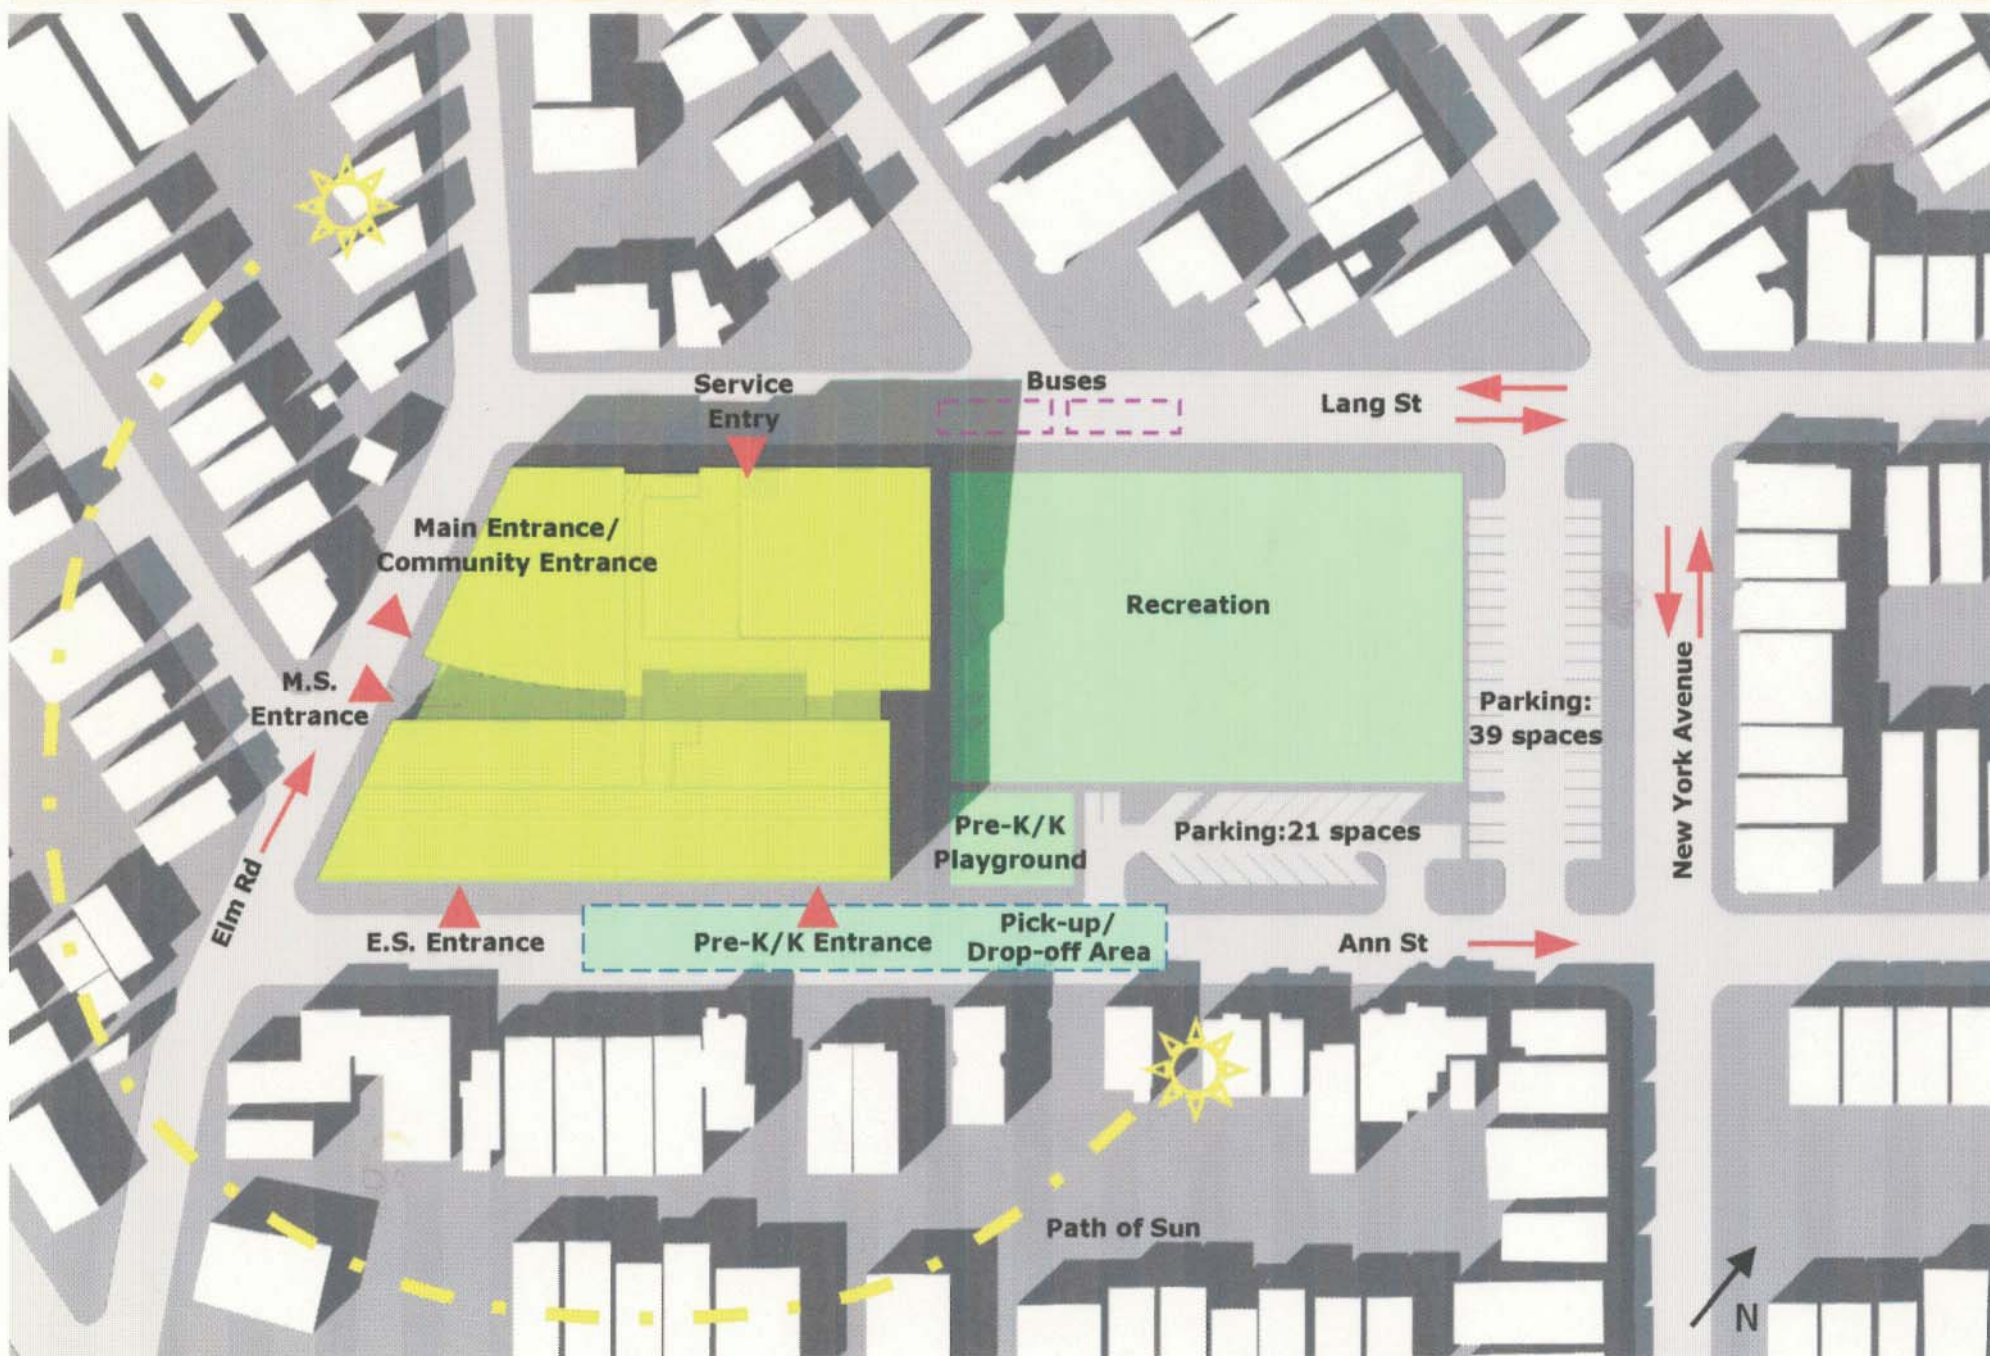 Service
Entry
Buses
Lang St
Main Entrance/
Community Entrance
Recreation
M.S.
Entrance
Parking:
39 spaces
New York Avenue
Pre-K/K
Playground
Parking:21 spaces
Elm Rd
E.S. Entrance
Pre-K/K Entrance
Pick-up/
Drop-off Area
Ann St
Path of Sun
N